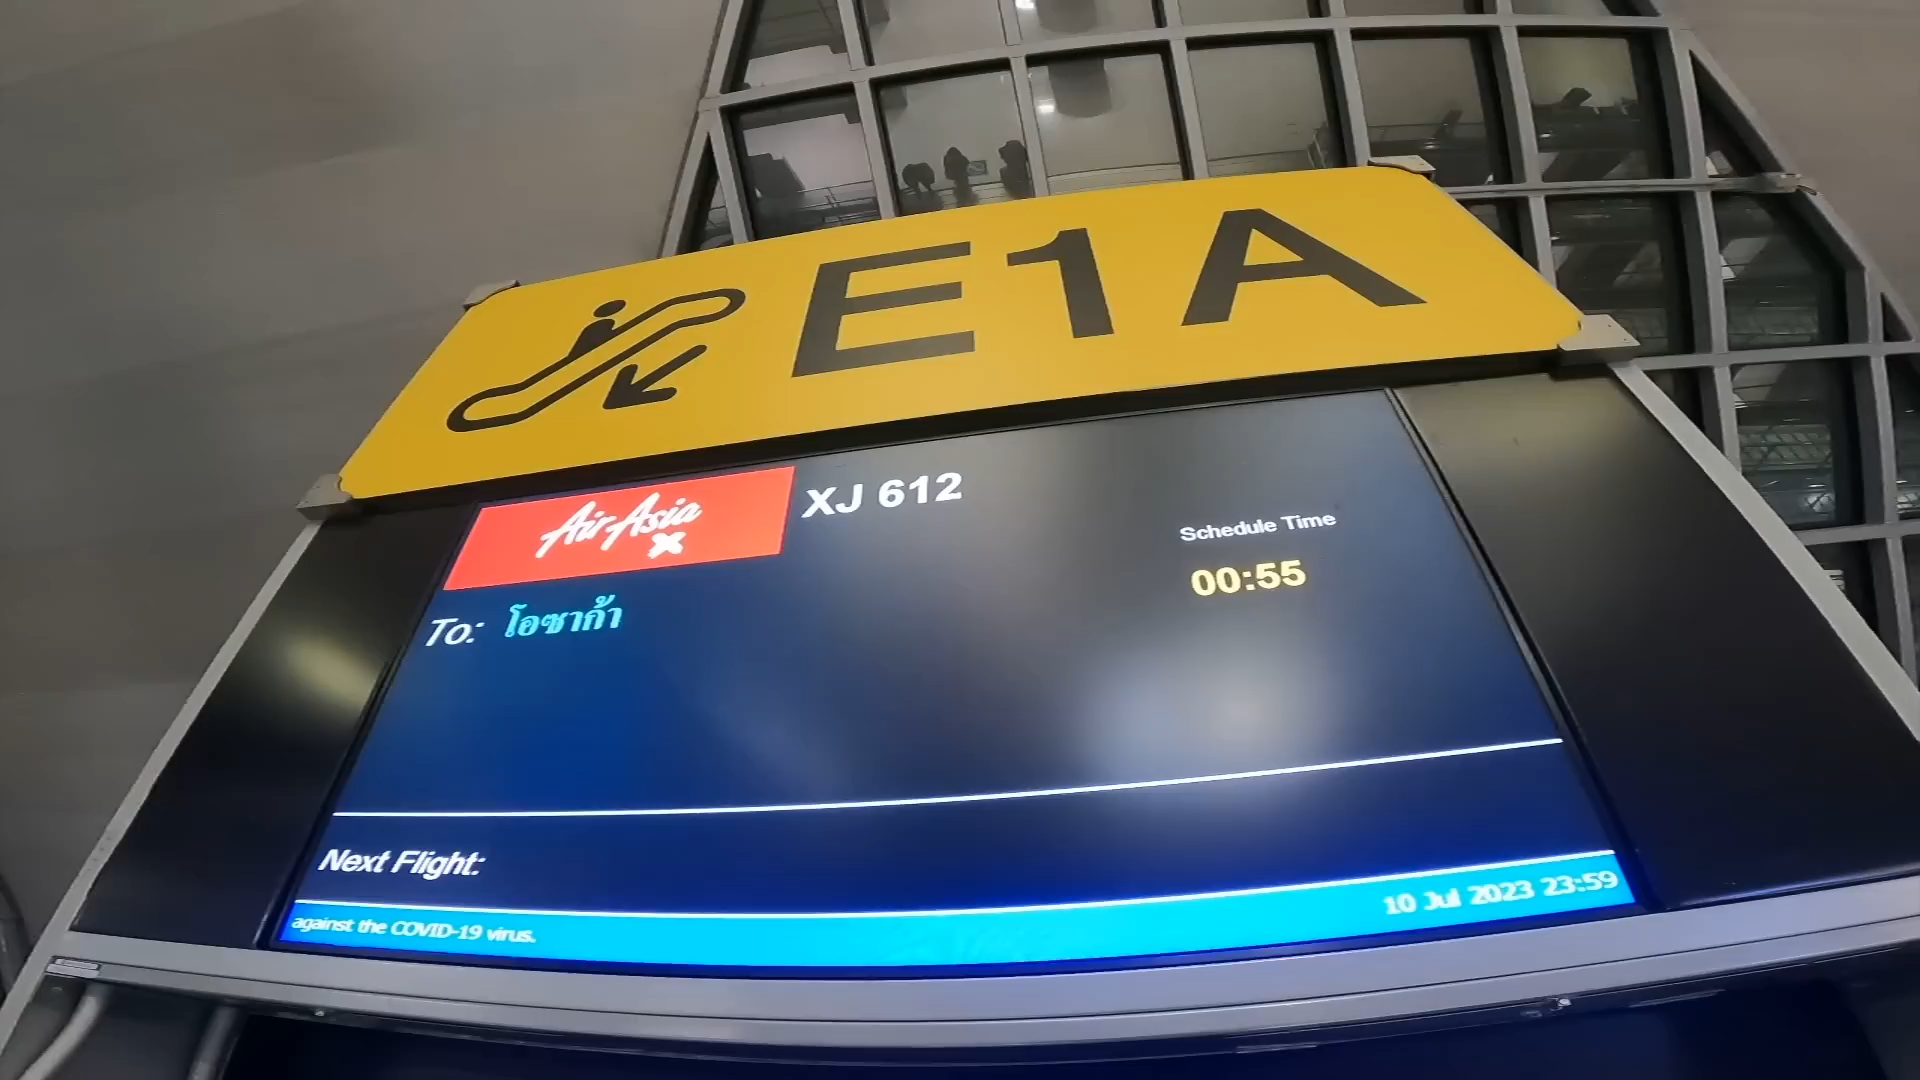 E1A
AirAsia X
XJ 612
Schedule Time
00:55
To: โอซาก้า
Next Flight:
against the COVID-19 virus.
10 Jul 2023 23:59